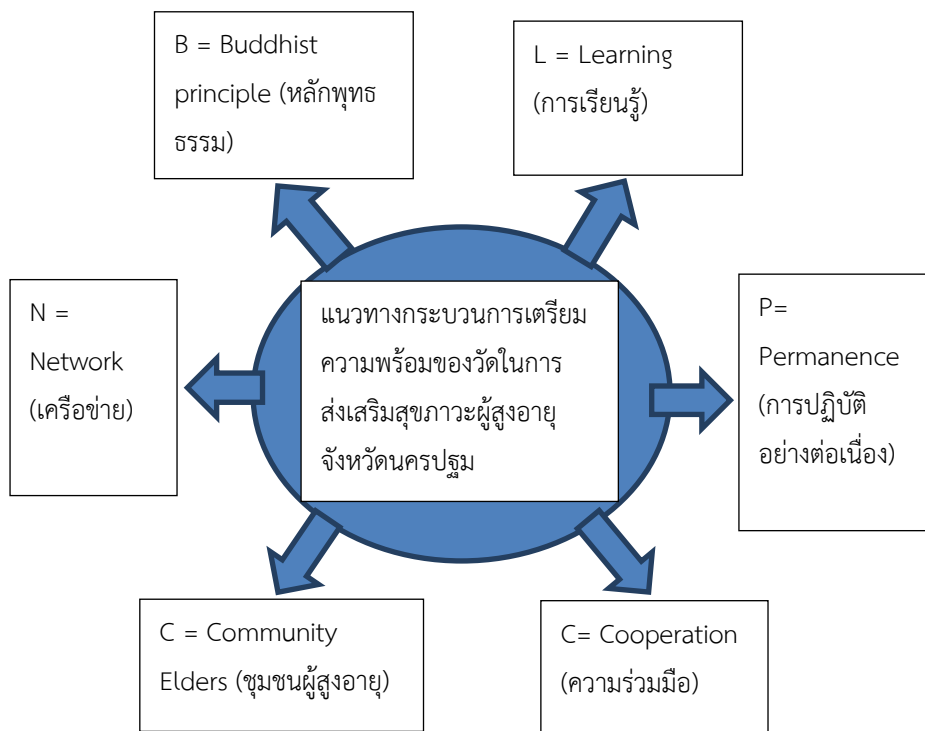 B = Buddhist
principle (หลักพุทธ
ธรรม)
L = Learning
(การเรียนรู้)
N =
Network
(เครือข่าย)
แนวทางกระบวนการเตรียม
ความพร้อมของวัดในการ
ส่งเสริมสุขภาวะผู้สูงอายุ
จังหวัดนครปฐม
P=
Permanence
(การปฏิบัติ
อย่างต่อเนื่อง)
C = Community
Elders (ชุมชนผู้สูงอายุ)
C= Cooperation
(ความร่วมมือ)